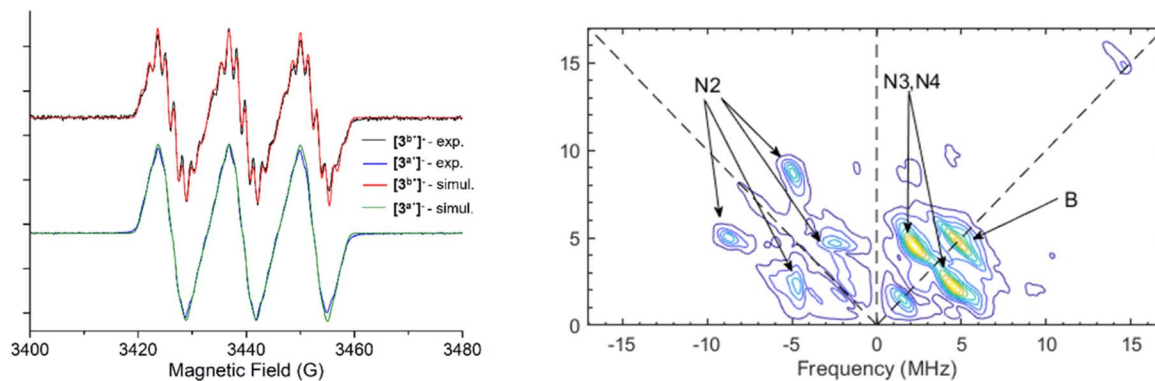 [3ᵇ˙]⁻ - exp.
[3ᵃ˙]⁻ - exp.
[3ᵇ˙]⁻ - simul.
[3ᵃ˙]⁻ - simul.
3400 3420 3440 3460 3480
Magnetic Field (G)
15
10
5
0
N2
N3,N4
B
-15 -10 -5 0 5 10 15
Frequency (MHz)